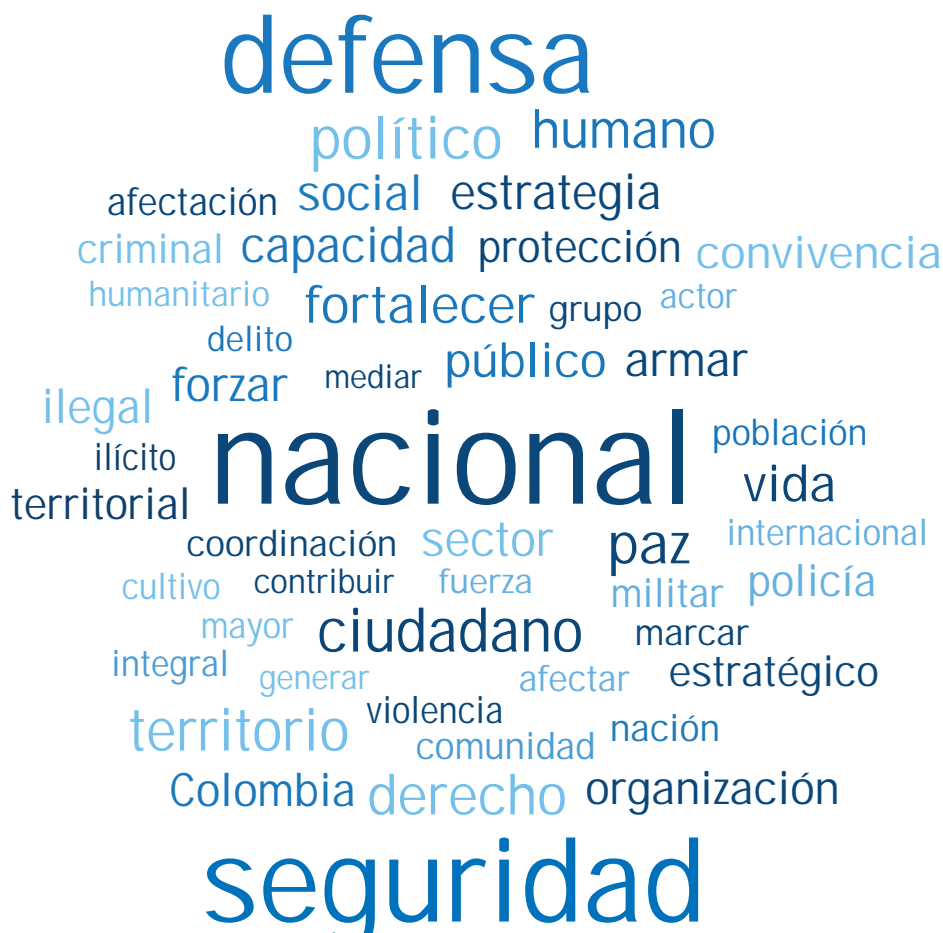 defensa
político humano
afectación social estrategia
criminal capacidad protección convivencia
humanitario fortalecer grupo actor
delito
forzar mediar público armar
ilegal
nacional población
ilícito
territorial vida
coordinación sector paz internacional
cultivo contribuir fuerza militar policía
mayor ciudadano marcar
integral generar afectar estratégico
territorio violencia comunidad nación
Colombia derecho organización
seguridad